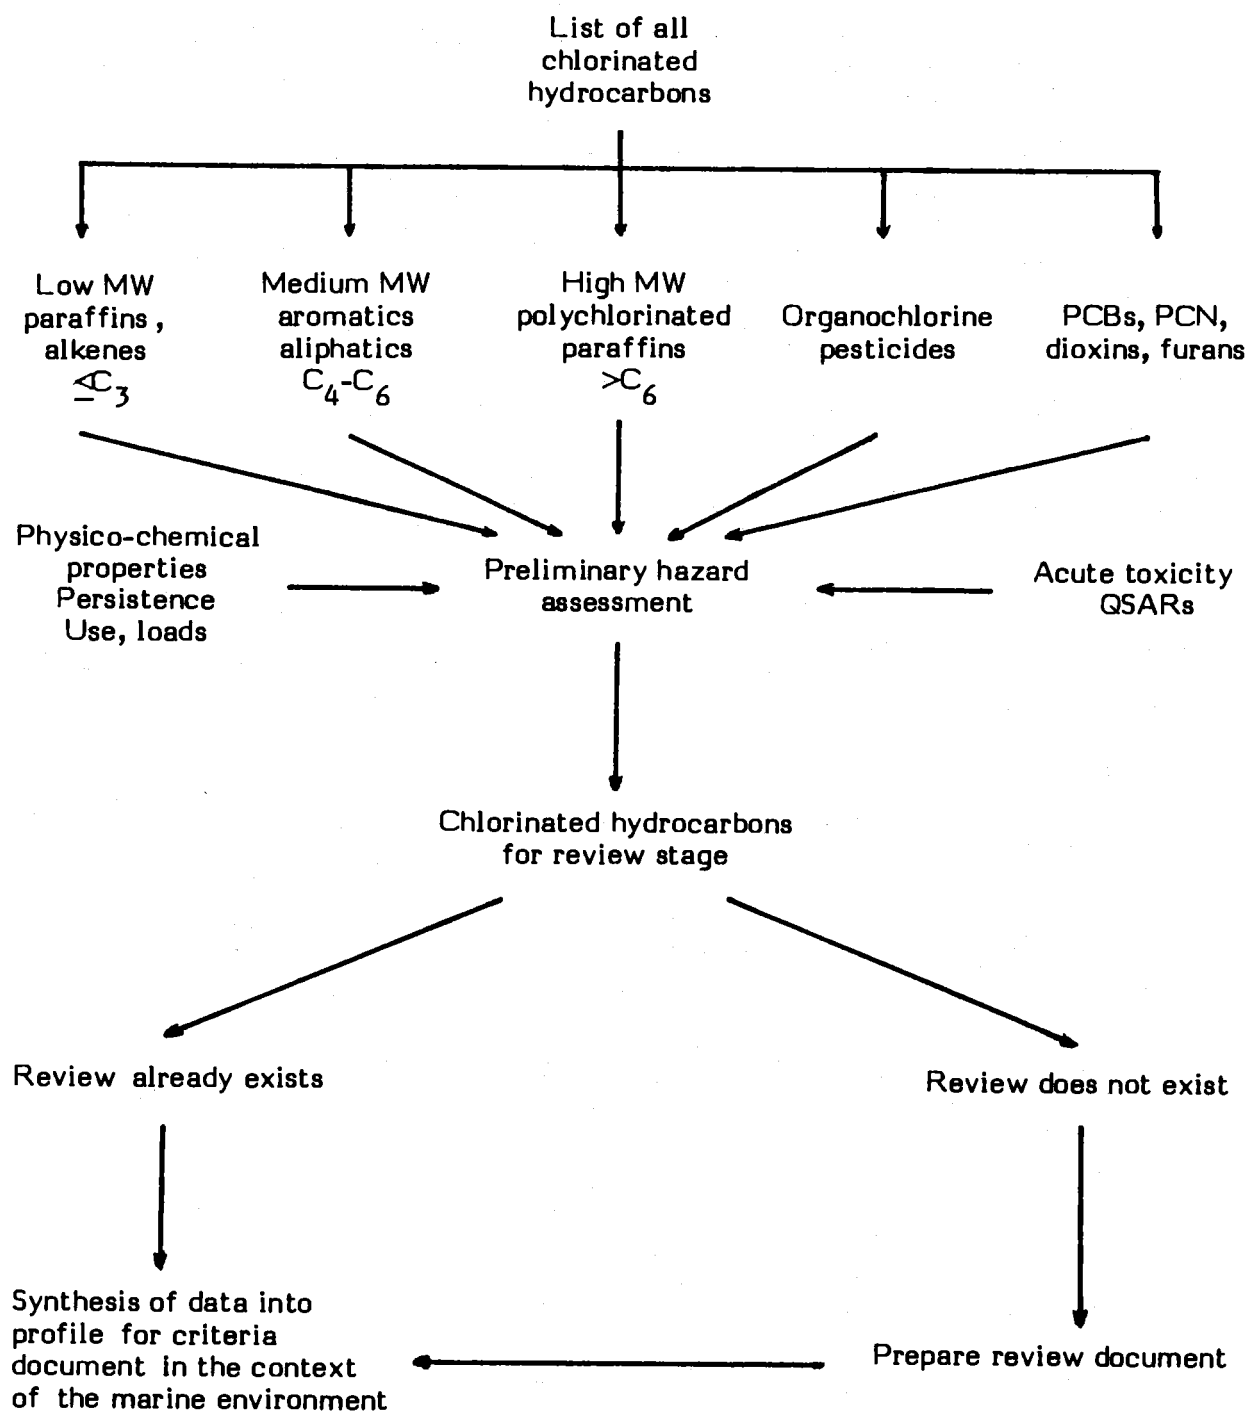 List of all
chlorinated
hydrocarbons
Low MW
paraffins,
alkenes
≤C₃
Medium MW
aromatics
aliphatics
C₄-C₆
High MW
polychlorinated
paraffins
>C₆
Organochlorine
pesticides
PCBs, PCN,
dioxins, furans
Physico-chemical
properties
Persistence
Use, loads
Preliminary hazard
assessment
Acute toxicity
QSARs
Chlorinated hydrocarbons
for review stage
Review already exists
Review does not exist
Synthesis of data into
profile for criteria
document in the context
of the marine environment
Prepare review document